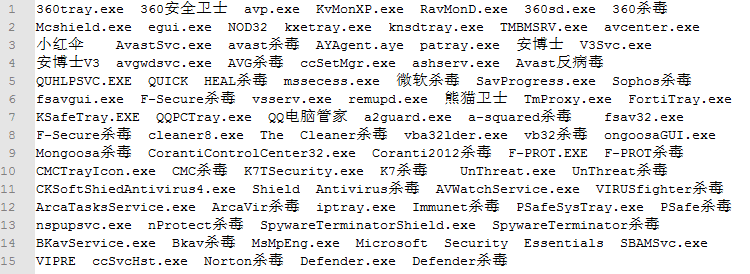 1 360tray.exe 360安全卫士 avp.exe KvMonXP.exe RavMonD.exe 360sd.exe 360杀毒
2 Mcshield.exe egui.exe NOD32 kxetray.exe knsdtray.exe TMBMSRV.exe avcenter.exe
3 小红伞 AvastSvc.exe avast杀毒 AYAgent.aye patray.exe 安博士 V3Svc.exe
4 安博士V3 avgwdsvc.exe AVG杀毒 ccSetMgr.exe ashserv.exe Avast反病毒
5 QUHLPSVC.EXE QUICK HEAL杀毒 mssecess.exe 微软杀毒 SavProgress.exe Sophos杀毒
6 fsavgui.exe F-Secure杀毒 vsserv.exe remupd.exe 熊猫卫士 TmProxy.exe FortiTray.exe
7 KSafeTray.EXE QQPCTray.exe QQ电脑管家 a2guard.exe a-squared杀毒 fsav32.exe
8 F-Secure杀毒 cleaner8.exe The Cleaner杀毒 vba32lder.exe vb32杀毒 ongoosaGUI.exe
9 Mongoosa杀毒 CorantiControlCenter32.exe Coranti2012杀毒 F-PROT.EXE F-PROT杀毒
10 CMCTrayIcon.exe CMC杀毒 K7TSecurity.exe K7杀毒 UnThreat.exe UnThreat杀毒
11 CKSoftShiedAntivirus4.exe Shield Antivirus杀毒 AVWatchService.exe VIRUSfighter杀毒
12 ArcaTasksService.exe ArcaVir杀毒 iptray.exe Immunet杀毒 PSafeSysTray.exe PSafe杀毒
13 nspupsvc.exe nProtect杀毒 SpywareTerminatorShield.exe SpywareTerminator杀毒
14 BKavService.exe Bkav杀毒 MsMpEng.exe Microsoft Security Essentials SBAMSvc.exe
15 VIPRE ccSvcHst.exe Norton杀毒 Defender.exe Defender杀毒